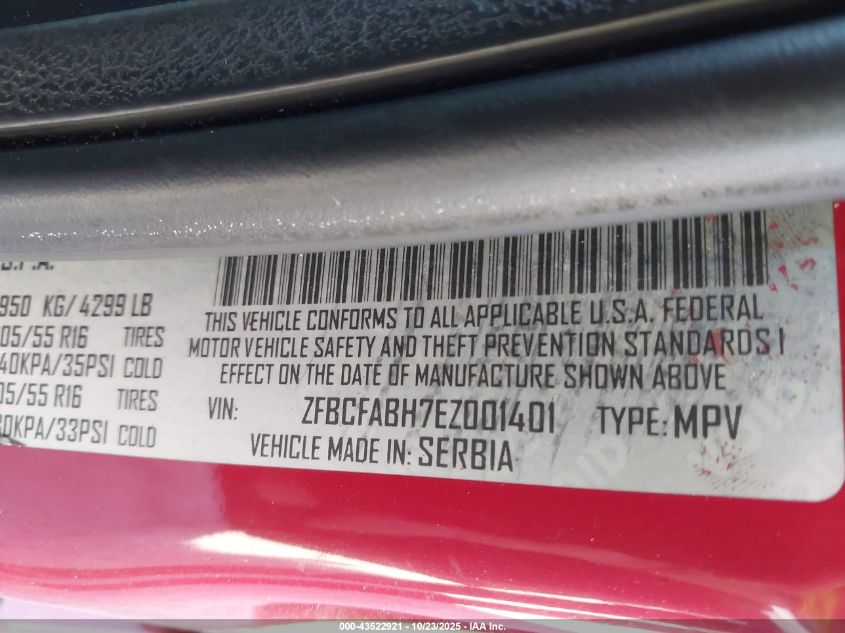 S.P.A.
950 KG/4299 LB
05/55 R16 TIRES
40KPA/35PSI COLD
05/55 R16 TIRES
30KPA/33PSI COLD
THIS VEHICLE CONFORMS TO ALL APPLICABLE U.S.A. FEDERAL
MOTOR VEHICLE SAFETY AND THEFT PREVENTION STANDARDS I
EFFECT ON THE DATE OF MANUFACTURE SHOWN ABOVE
VIN: ZFBCFABH7EZ001401 TYPE: MPV
VEHICLE MADE IN: SERBIA
000-43522921 - 10/23/2025 - IAA Inc.